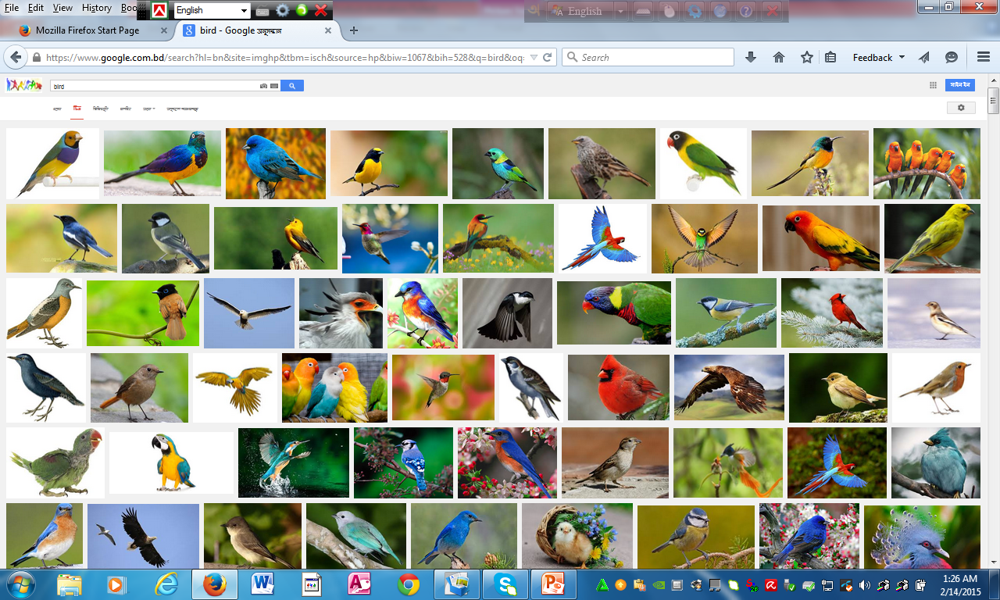 File Edit View History
English
English
Mozilla Firefox Start Page
bird - Google অনুসন্ধান
https://www.google.com.bd/search?hl=bn&site=imghp&tbm=isch&source=hp&biw=1067&bih=528&q=bird&oq=
Search
Feedback
bird
সাইন ইন
চিত্র
1:26 AM
2/14/2015